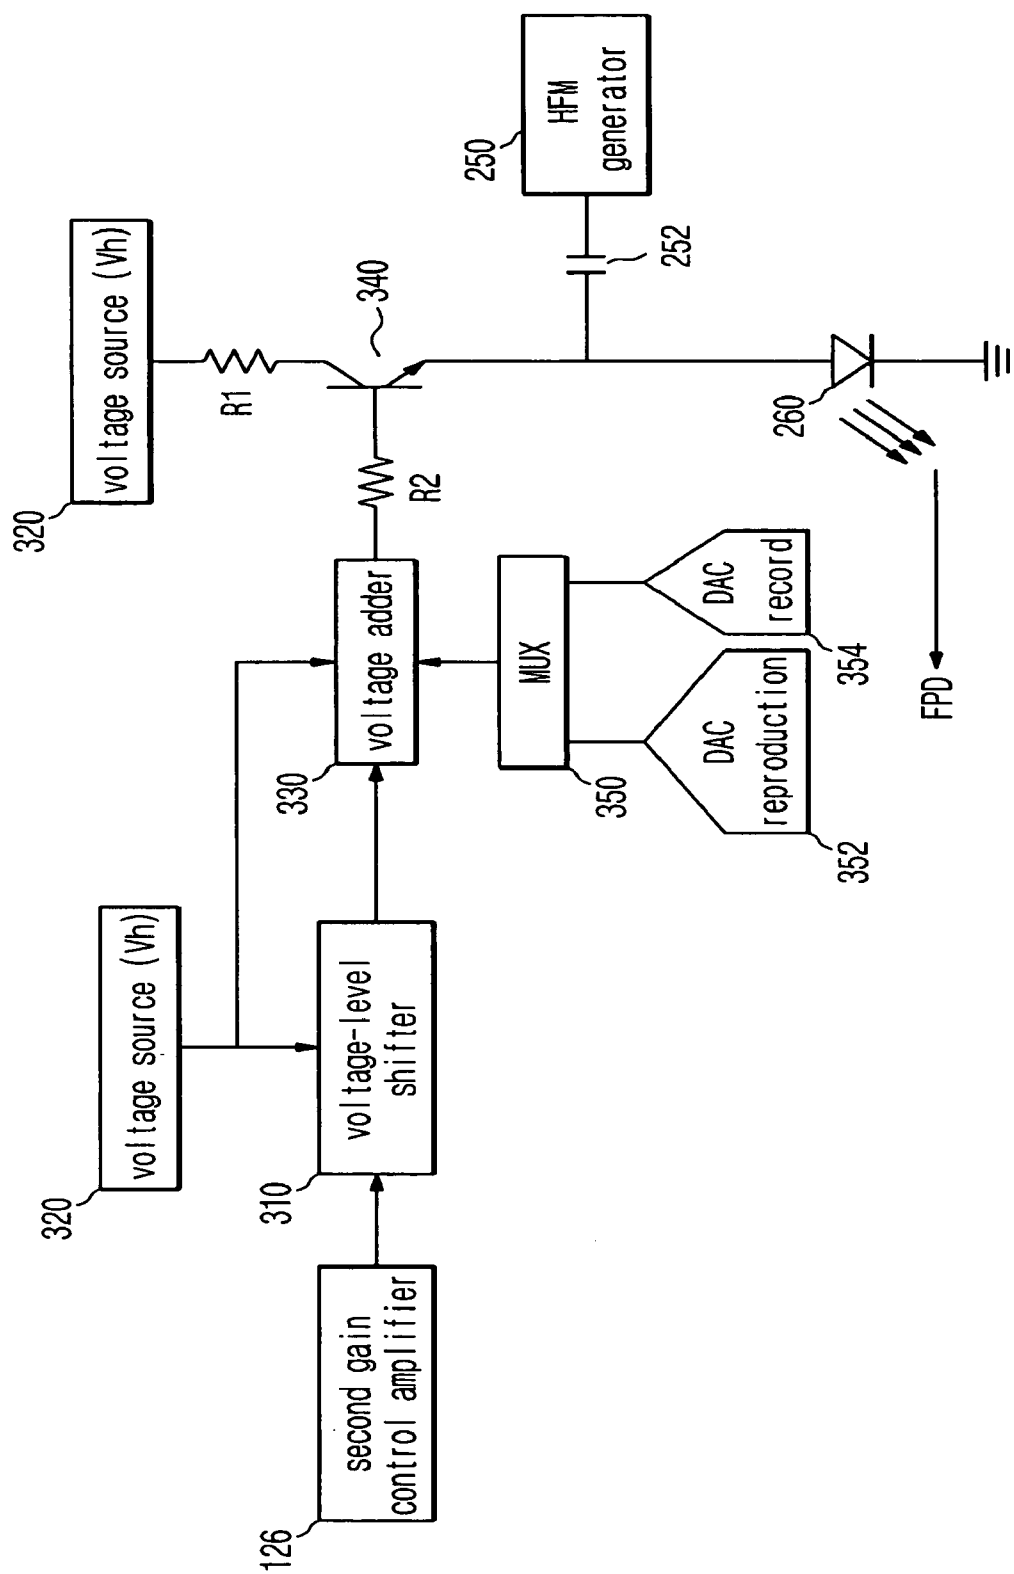 126
second gain
control amplifier
320
voltage source (Vh)
310
voltage-level
shifter
330
voltage adder
320
voltage source (Vh)
R1
R2
340
350
MUX
352
DAC
reproduction
354
DAC
record
250
HFM
generator
252
260
FPD